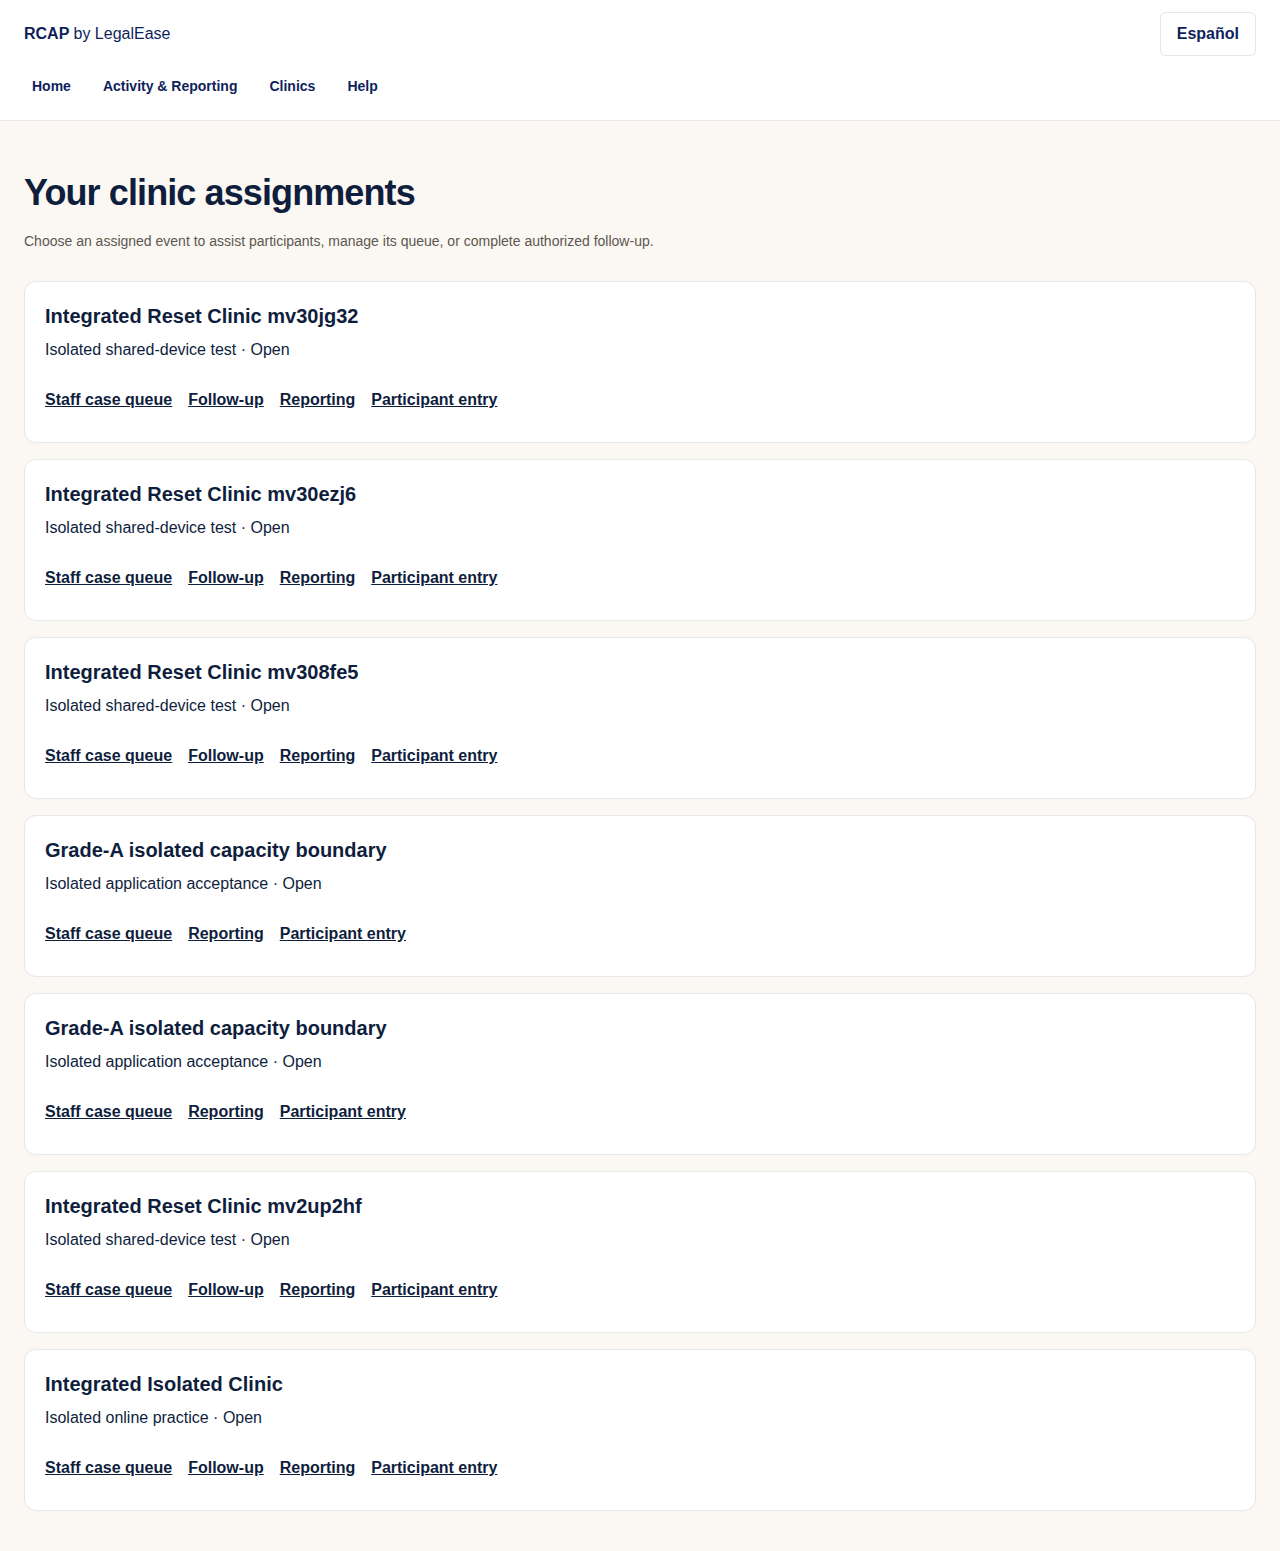 RCAP by LegalEase
Español
Home Activity & Reporting Clinics Help
Your clinic assignments
Choose an assigned event to assist participants, manage its queue, or complete authorized follow-up.
Integrated Reset Clinic mv30jg32
Isolated shared-device test · Open
Staff case queue Follow-up Reporting Participant entry
Integrated Reset Clinic mv30ezj6
Isolated shared-device test · Open
Staff case queue Follow-up Reporting Participant entry
Integrated Reset Clinic mv308fe5
Isolated shared-device test · Open
Staff case queue Follow-up Reporting Participant entry
Grade-A isolated capacity boundary
Isolated application acceptance · Open
Staff case queue Reporting Participant entry
Grade-A isolated capacity boundary
Isolated application acceptance · Open
Staff case queue Reporting Participant entry
Integrated Reset Clinic mv2up2hf
Isolated shared-device test · Open
Staff case queue Follow-up Reporting Participant entry
Integrated Isolated Clinic
Isolated online practice · Open
Staff case queue Follow-up Reporting Participant entry